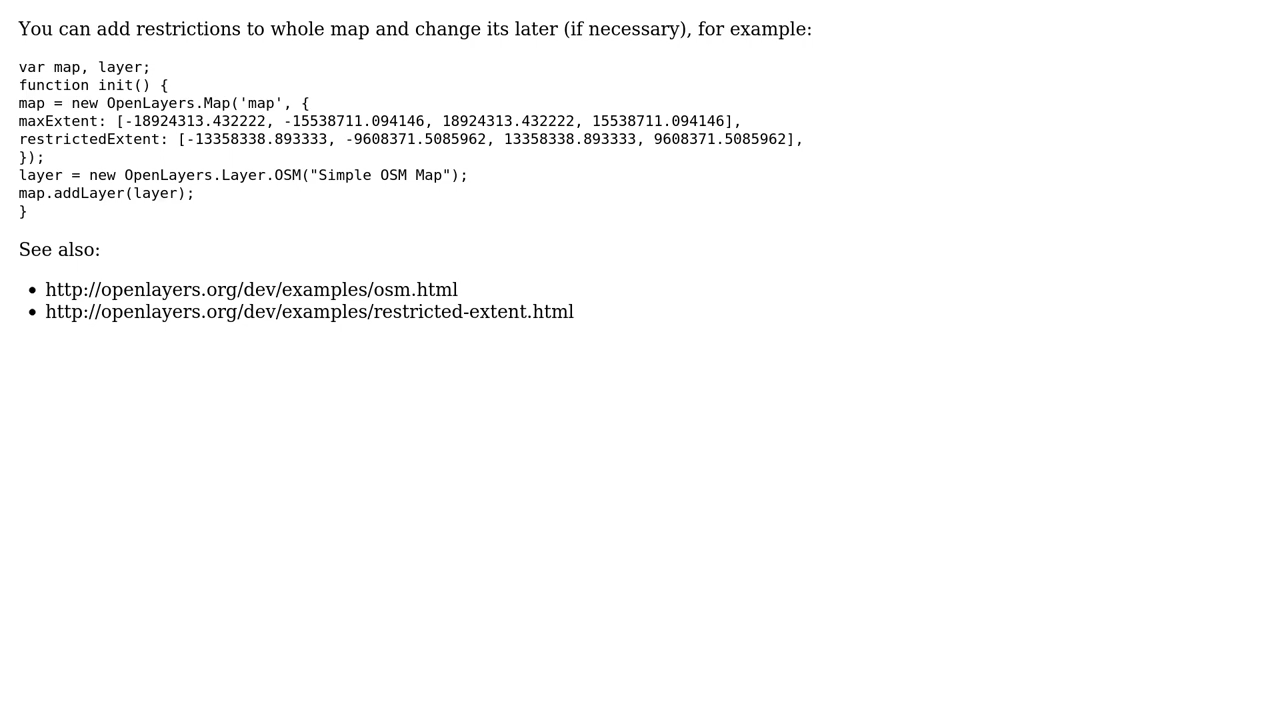 You can add restrictions to whole map and change its later (if necessary), for example:
var map, layer;
function init() {
map = new OpenLayers.Map('map', {
maxExtent: [-18924313.432222, -15538711.094146, 18924313.432222, 15538711.094146],
restrictedExtent: [-13358338.893333, -9608371.5085962, 13358338.893333, 9608371.5085962],
});
layer = new OpenLayers.Layer.OSM("Simple OSM Map");
map.addLayer(layer);
}
See also:
• http://openlayers.org/dev/examples/osm.html
• http://openlayers.org/dev/examples/restricted-extent.html